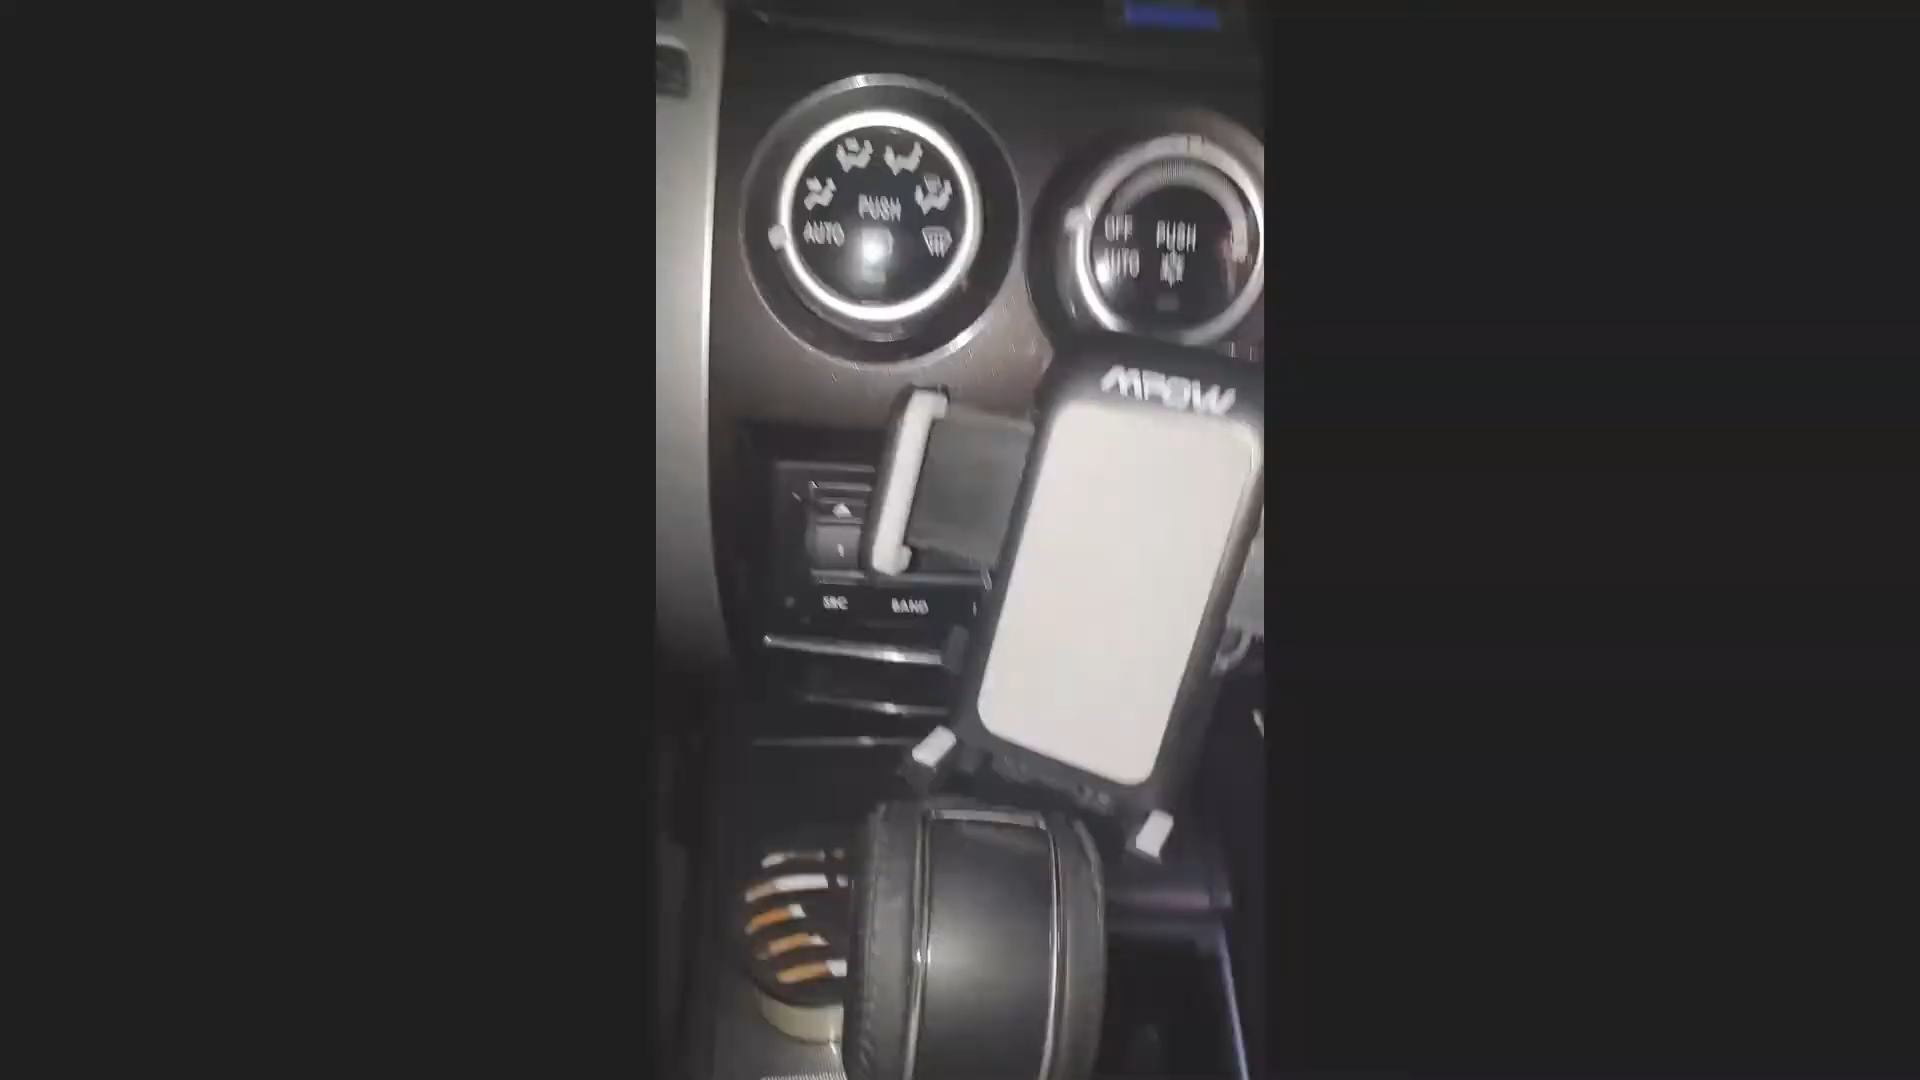 PUSH
AUTO
OFF PUSH
AUTO A/C
MPOW
SRC BAND